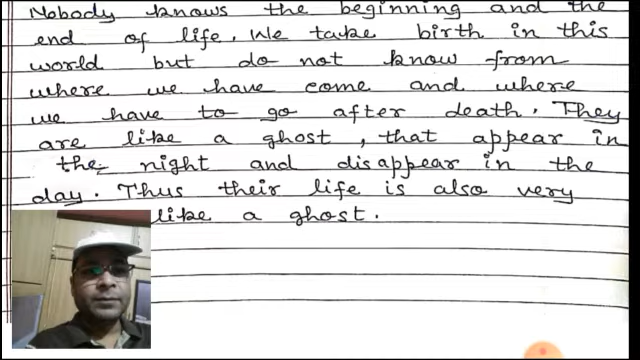 Nobody knows the beginning and the
end of life. We take birth in this
world but do not know from
where we have come and where
we have to go after death. They
are like a ghost, that appear in
the night and disappear in the
day. Thus their life is also very
like a ghost.